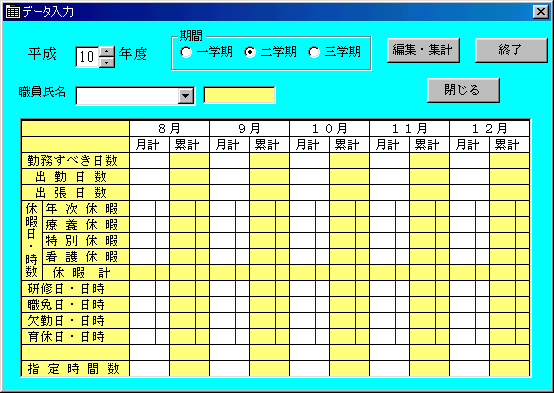 データ入力
平成 10 年度
期間
一学期 二学期 三学期
編集・集計 終了
職員氏名
閉じる
8月 9月 10月 11月 12月
月計 累計 月計 累計 月計 累計 月計 累計 月計 累計
勤務すべき日数
出勤日数
出張日数
休暇日・時数
年次休暇
療養休暇
特別休暇
看護休暇
休暇計
研修日・日時
職免日・日時
欠勤日・日時
育休日・日時
指定時間数